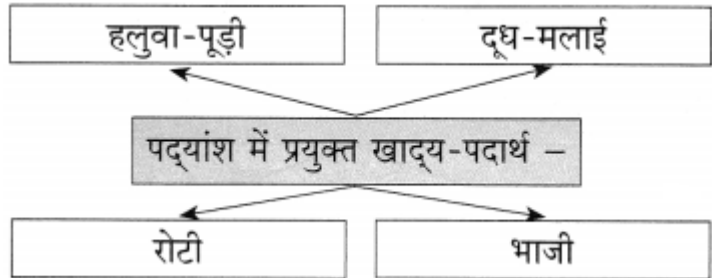 हलुवा-पूड़ी
दूध-मलाई
पद्‌यांश में प्रयुक्त खाद्‌य-पदार्थ –
रोटी
भाजी